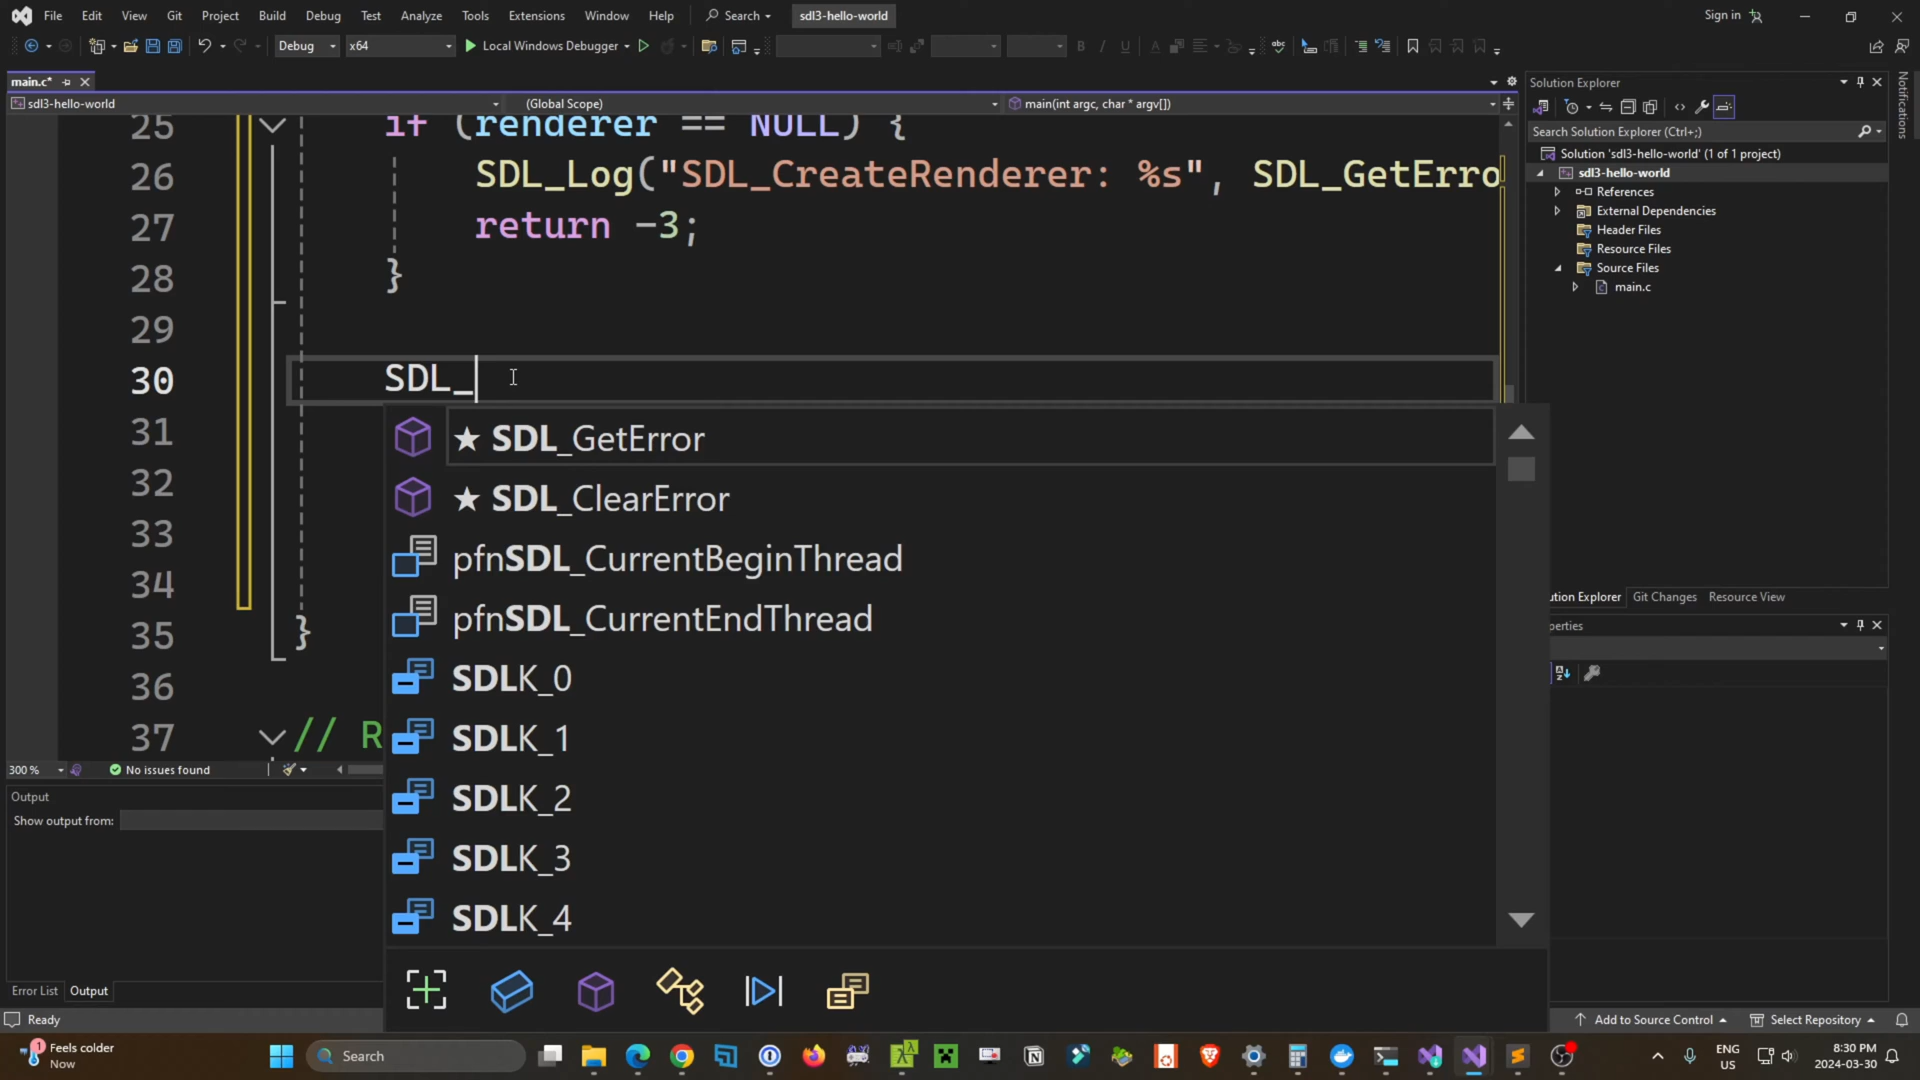 File Edit View Git Project Build Debug Test Analyze Tools Extensions Window Help Search sdl3-hello-world Sign in
Debug x64 Local Windows Debugger
main.c*
sdl3-hello-world (Global Scope) main(int argc, char * argv[])
25 if (renderer == NULL) {
26 SDL_Log("SDL_CreateRenderer: %s", SDL_GetErro
27 return -3;
28 }
29
30 SDL_
31
32
33
34
35 }
36
37 // R
★ SDL_GetError
★ SDL_ClearError
pfnSDL_CurrentBeginThread
pfnSDL_CurrentEndThread
SDLK_0
SDLK_1
SDLK_2
SDLK_3
SDLK_4
300 % No issues found
Output
Show output from:
Error List Output
Ready
Solution Explorer
Search Solution Explorer (Ctrl+;)
Solution 'sdl3-hello-world' (1 of 1 project)
sdl3-hello-world
References
External Dependencies
Header Files
Resource Files
Source Files
main.c
Notifications
ution Explorer Git Changes Resource View
perties
Add to Source Control Select Repository
1 Feels colder
Now
Search
ENG
US
8:30 PM
2024-03-30